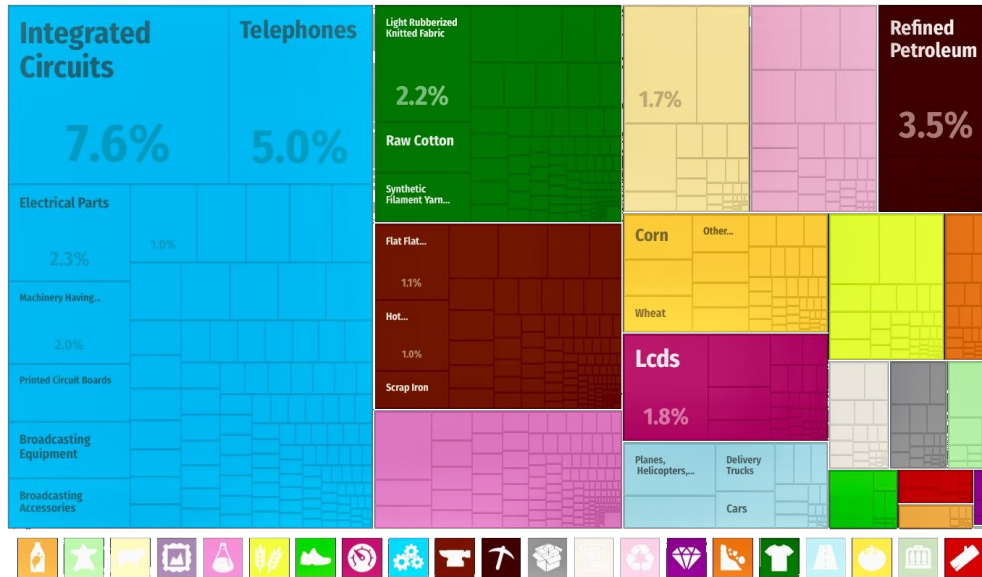 Integrated
Circuits
7.6%
Telephones
5.0%
Electrical Parts
2.3%
1.0%
Machinery Having...
2.0%
Printed Circuit Boards
Broadcasting
Equipment
Broadcasting
Accessories
Light Rubberized
Knitted Fabric
2.2%
Raw Cotton
Synthetic
Filament Yarn...
Flat Flat...
1.1%
Hot...
1.0%
Scrap Iron
1.7%
Refined
Petroleum
3.5%
Corn
Other...
Wheat
Lcds
1.8%
Planes,
Helicopters,...
Delivery
Trucks
Cars